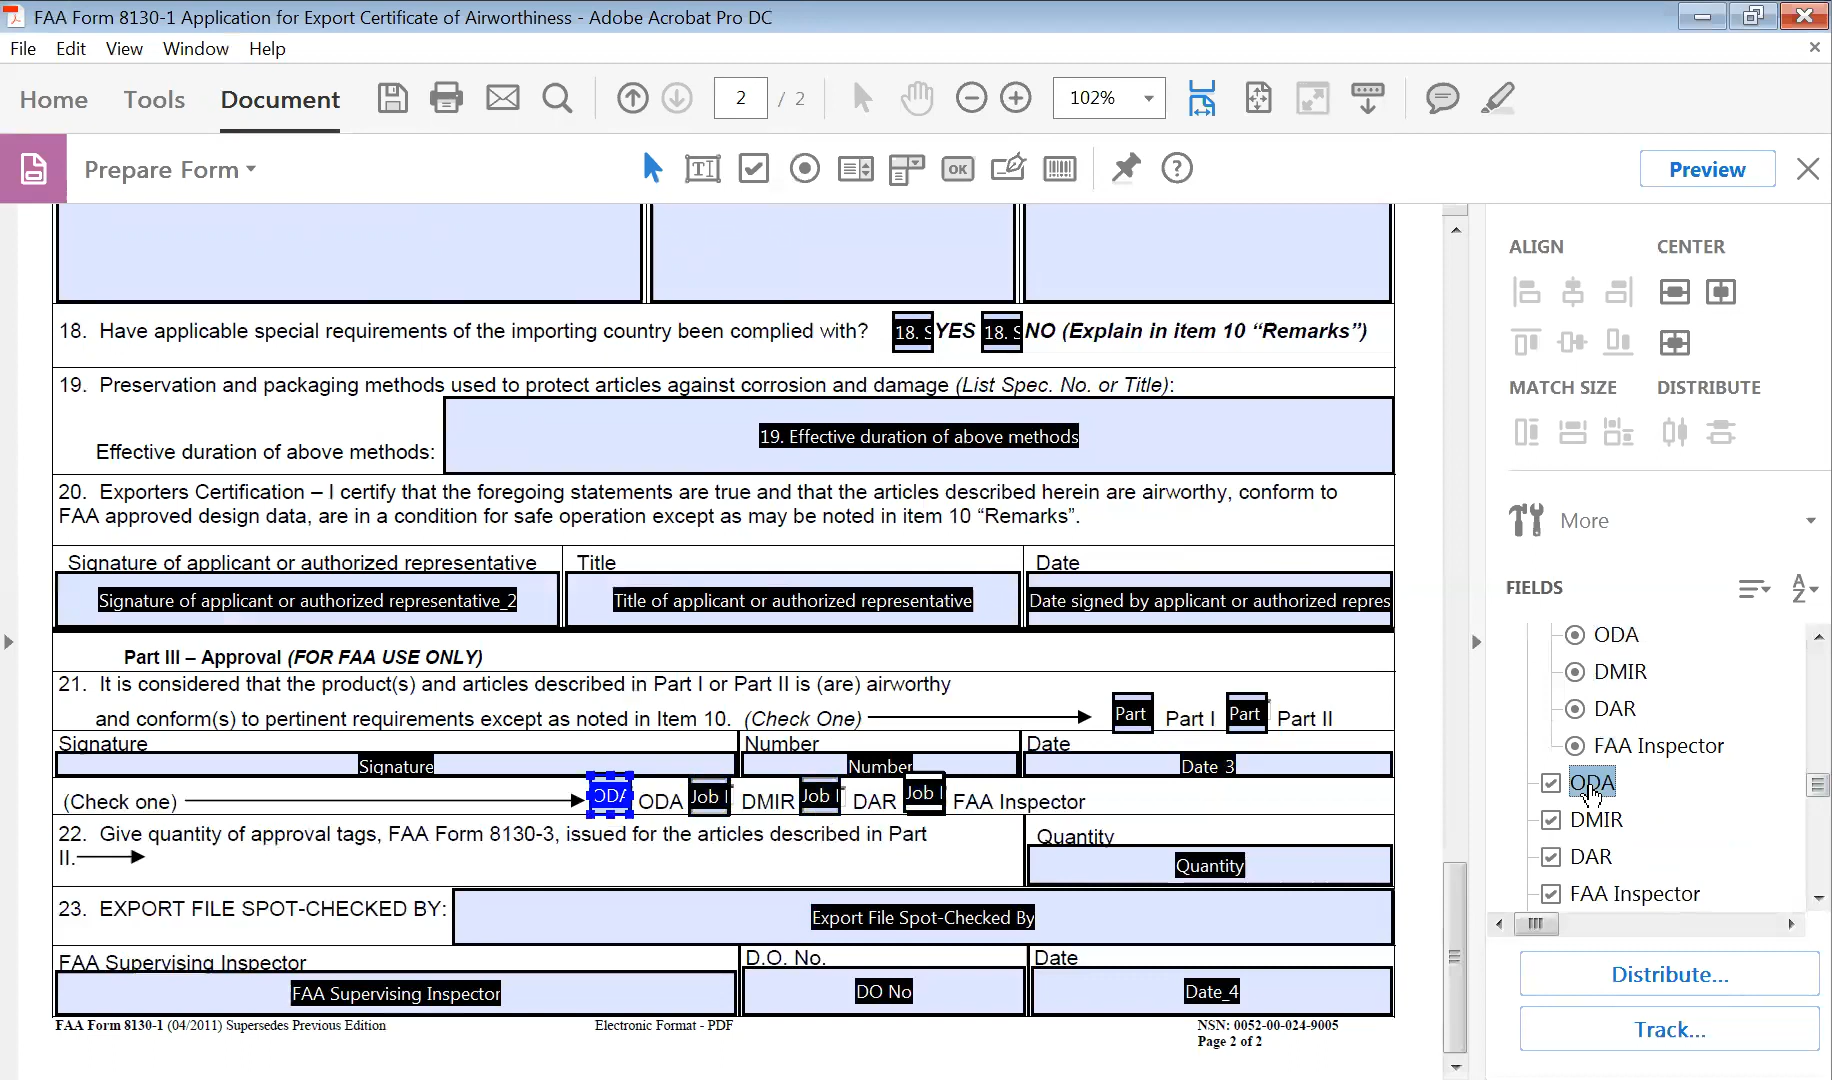 FAA Form 8130-1 Application for Export Certificate of Airworthiness - Adobe Acrobat Pro DC
File Edit View Window Help
Home Tools Document 2 / 2 102%
Prepare Form OK Preview
ALIGN CENTER
18. Have applicable special requirements of the importing country been complied with? 18. S YES 18. S NO (Explain in item 10 “Remarks”)
19. Preservation and packaging methods used to protect articles against corrosion and damage (List Spec. No. or Title):
MATCH SIZE DISTRIBUTE
19. Effective duration of above methods
Effective duration of above methods:
20. Exporters Certification – I certify that the foregoing statements are true and that the articles described herein are airworthy, conform to
FAA approved design data, are in a condition for safe operation except as may be noted in item 10 “Remarks”.
More
Signature of applicant or authorized representative Title Date
Signature of applicant or authorized representative_2 Title of applicant or authorized representative Date signed by applicant or authorized repres
FIELDS
ODA
Part III – Approval (FOR FAA USE ONLY)
DMIR
21. It is considered that the product(s) and articles described in Part I or Part II is (are) airworthy
and conform(s) to pertinent requirements except as noted in Item 10. (Check One) Part Part I Part Part II
DAR
Signature Number Date
FAA Inspector
Signature Number Date_3
ODA
(Check one) ODA ODA Job DMIR Job DAR Job FAA Inspector
DMIR
22. Give quantity of approval tags, FAA Form 8130-3, issued for the articles described in Part
II. Quantity
Quantity
DAR
FAA Inspector
23. EXPORT FILE SPOT-CHECKED BY: Export File Spot-Checked By
FAA Supervising Inspector D.O. No. Date
FAA Supervising Inspector DO No Date_4
Distribute...
FAA Form 8130-1 (04/2011) Supersedes Previous Edition Electronic Format - PDF NSN: 0052-00-024-9005
Page 2 of 2
Track...